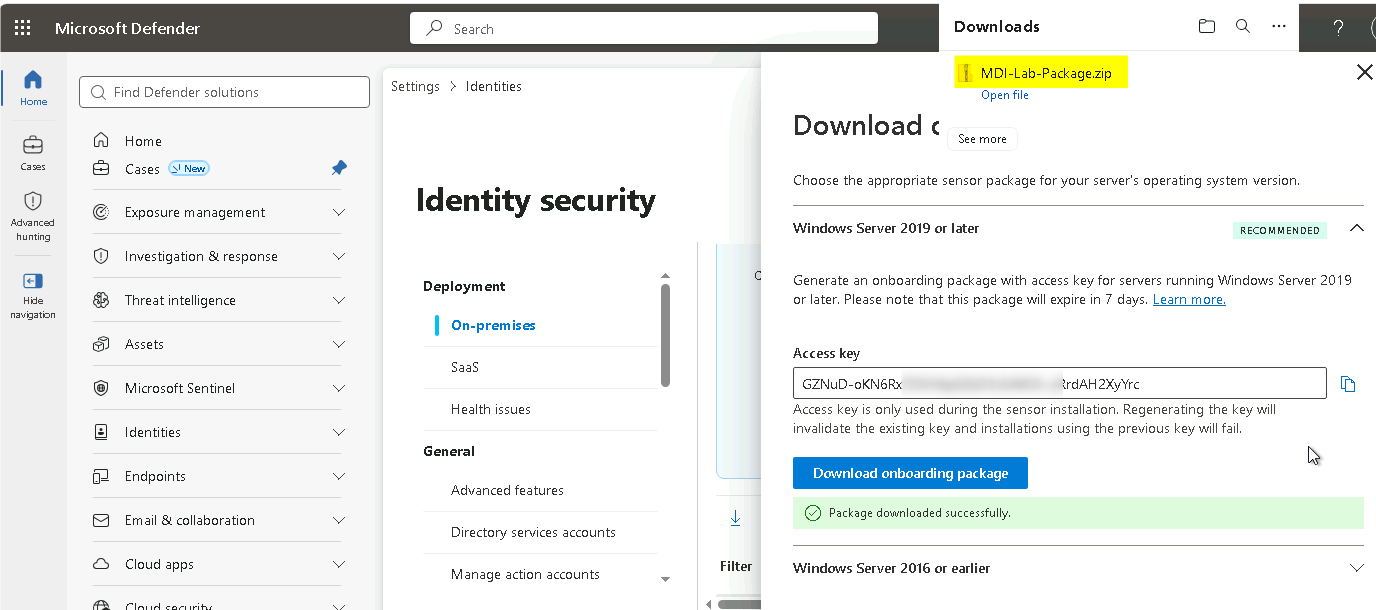 Microsoft Defender
Search
Downloads
MDI-Lab-Package.zip
Open file
See more
?
Home
Cases
Advanced
hunting
Hide
navigation
Find Defender solutions
Home
Cases New
Exposure management
Investigation & response
Threat intelligence
Assets
Microsoft Sentinel
Identities
Endpoints
Email & collaboration
Cloud apps
Cloud security
Settings > Identities
Identity security
Deployment
On-premises
SaaS
Health issues
General
Advanced features
Directory services accounts
Manage action accounts
Filter
Download
Choose the appropriate sensor package for your server's operating system version.
Windows Server 2019 or later
RECOMMENDED
Generate an onboarding package with access key for servers running Windows Server 2019
or later. Please note that this package will expire in 7 days. Learn more.
Access key
GZNuD-oKN6Rx RrdAH2XyYrc
Access key is only used during the sensor installation. Regenerating the key will
invalidate the existing key and installations using the previous key will fail.
Download onboarding package
Package downloaded successfully.
Windows Server 2016 or earlier